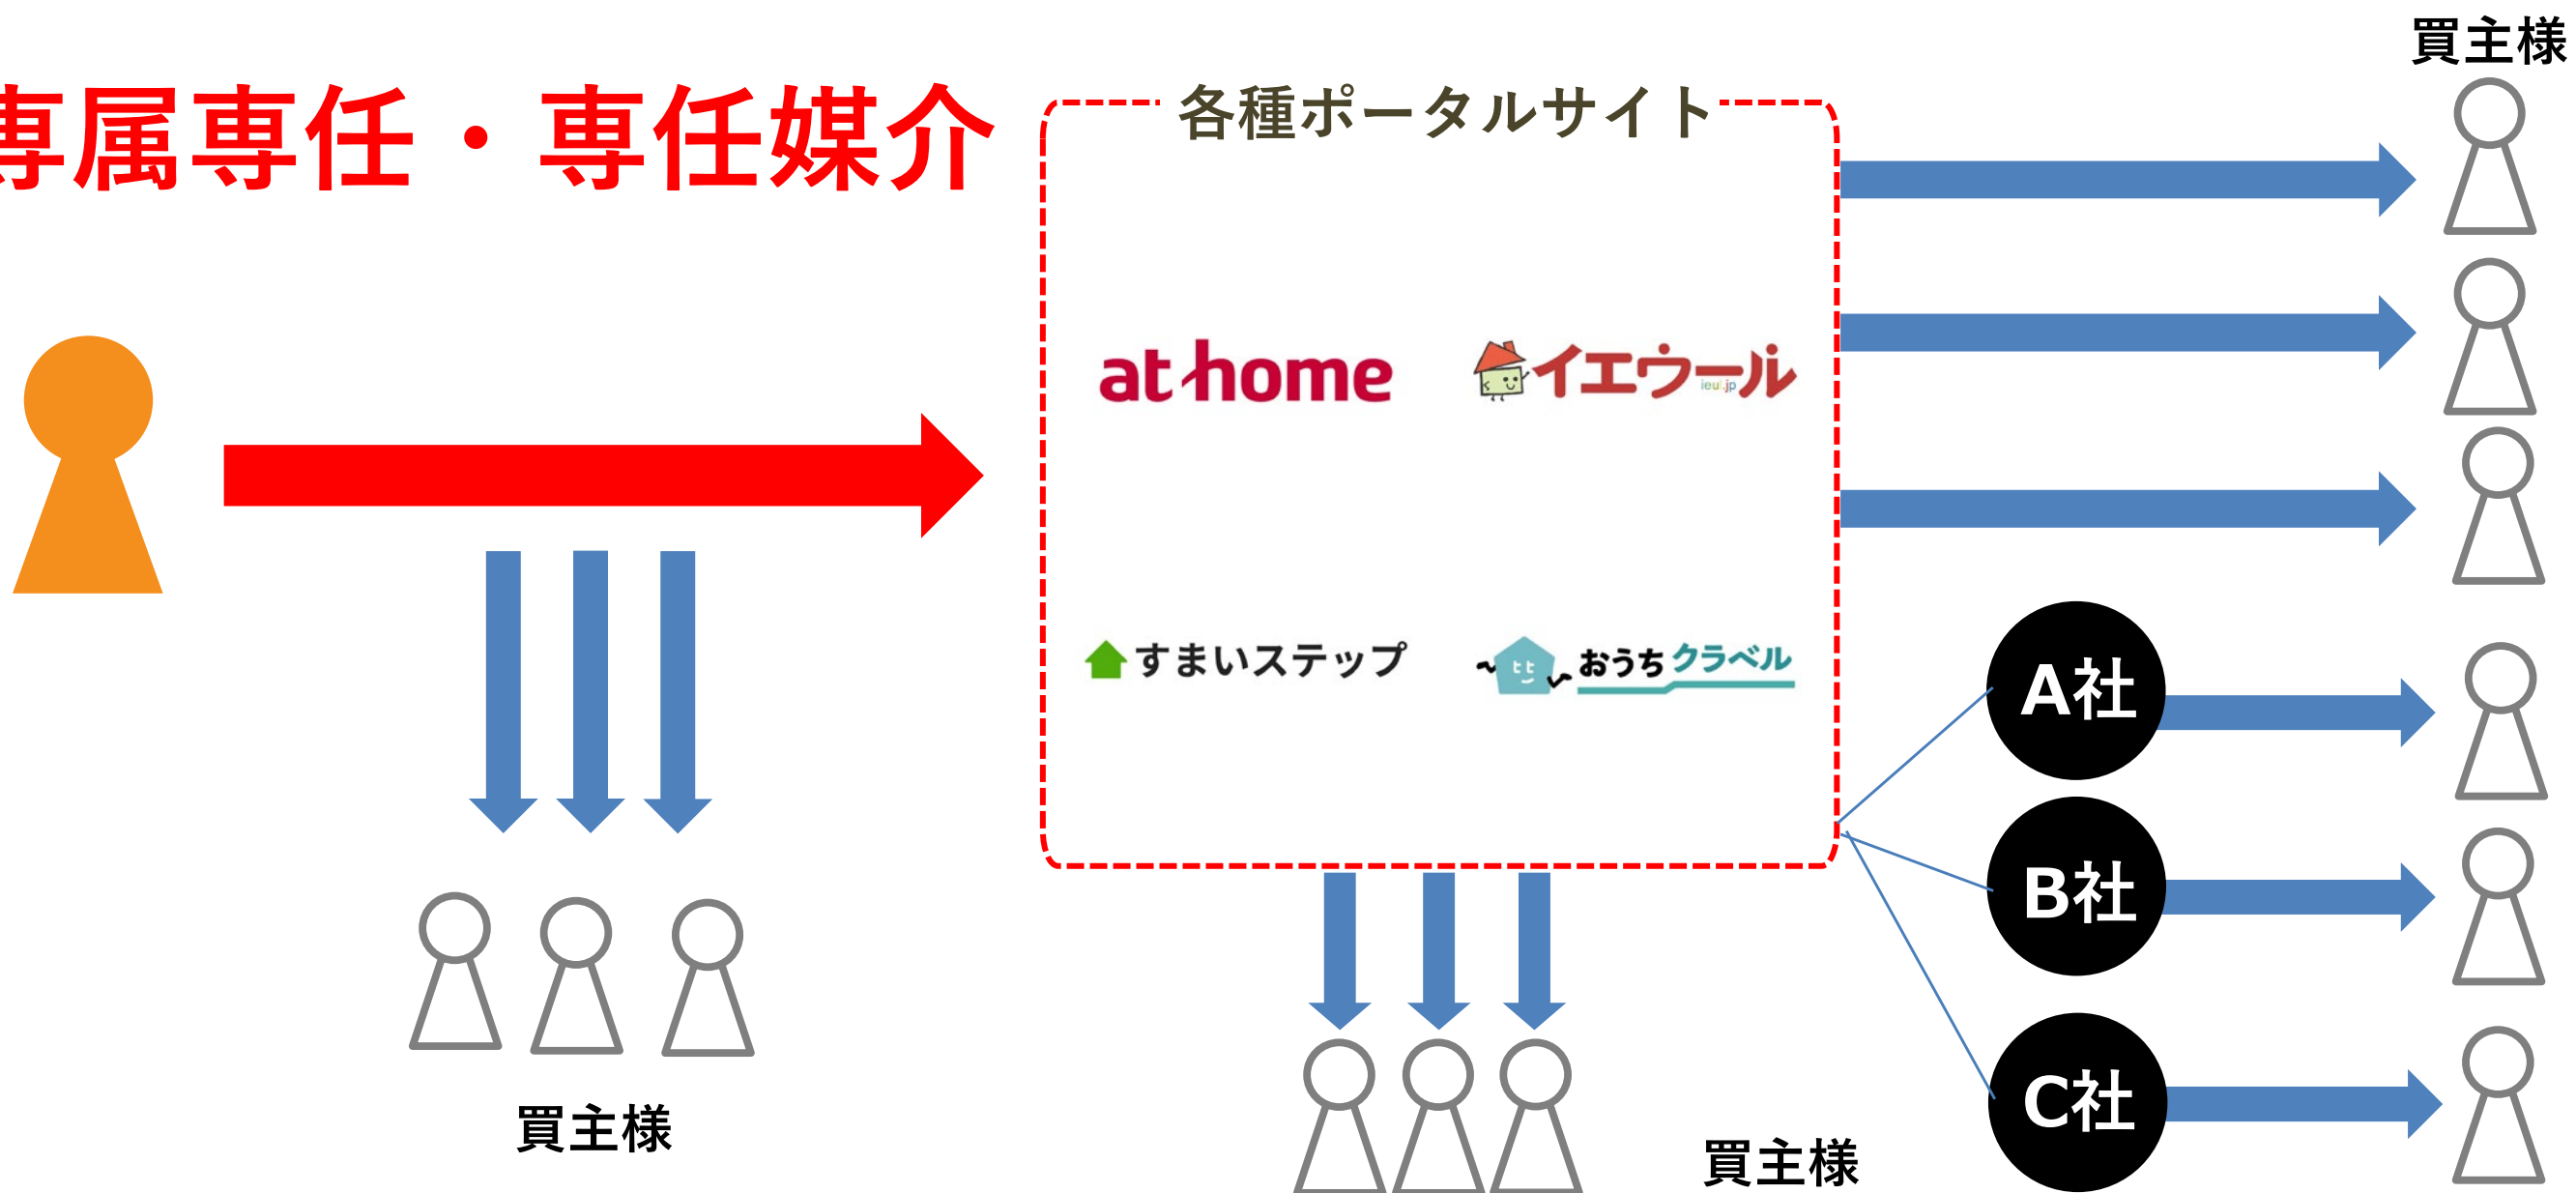 専属専任・専任媒介
各種ポータルサイト
買主様
at home
イエウール
ieul.jp
すまいステップ
おうちクラベル
A社
B社
C社
買主様
買主様